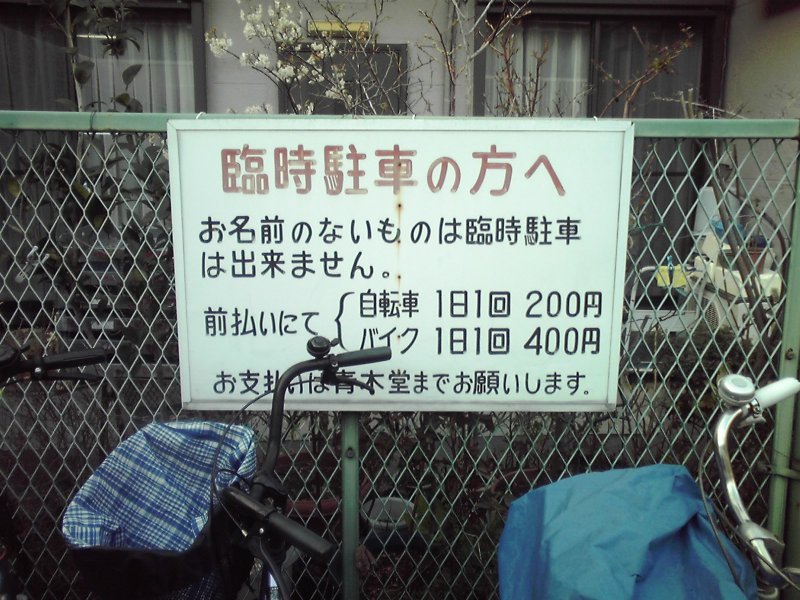 臨時駐車の方へ
お名前のないものは臨時駐車
は出来ません。
前払いにて
自転車 1日1回 200円
バイク 1日1回 400円
お支払いは青木堂までお願いします。